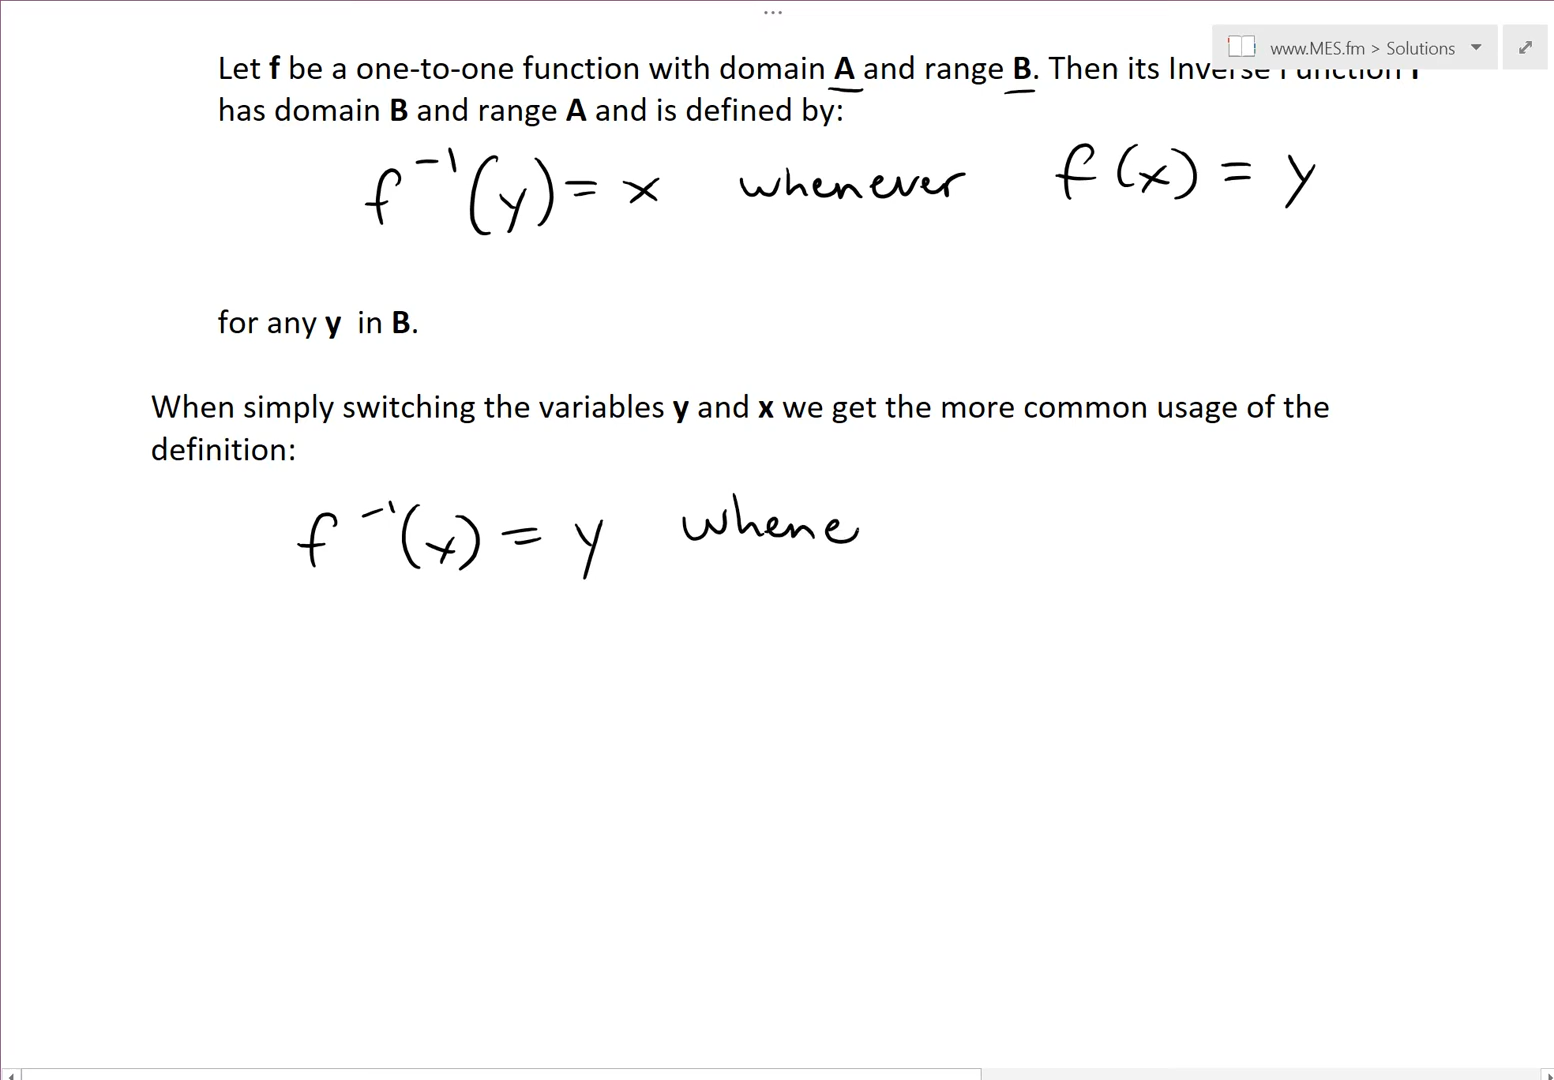 www.MES.fm > Solutions
Let f be a one-to-one function with domain A and range B. Then its Inverse Function f
has domain B and range A and is defined by:
f⁻¹(y) = x whenever f(x) = y
for any y in B.
When simply switching the variables y and x we get the more common usage of the
definition:
f⁻¹(x) = y whene